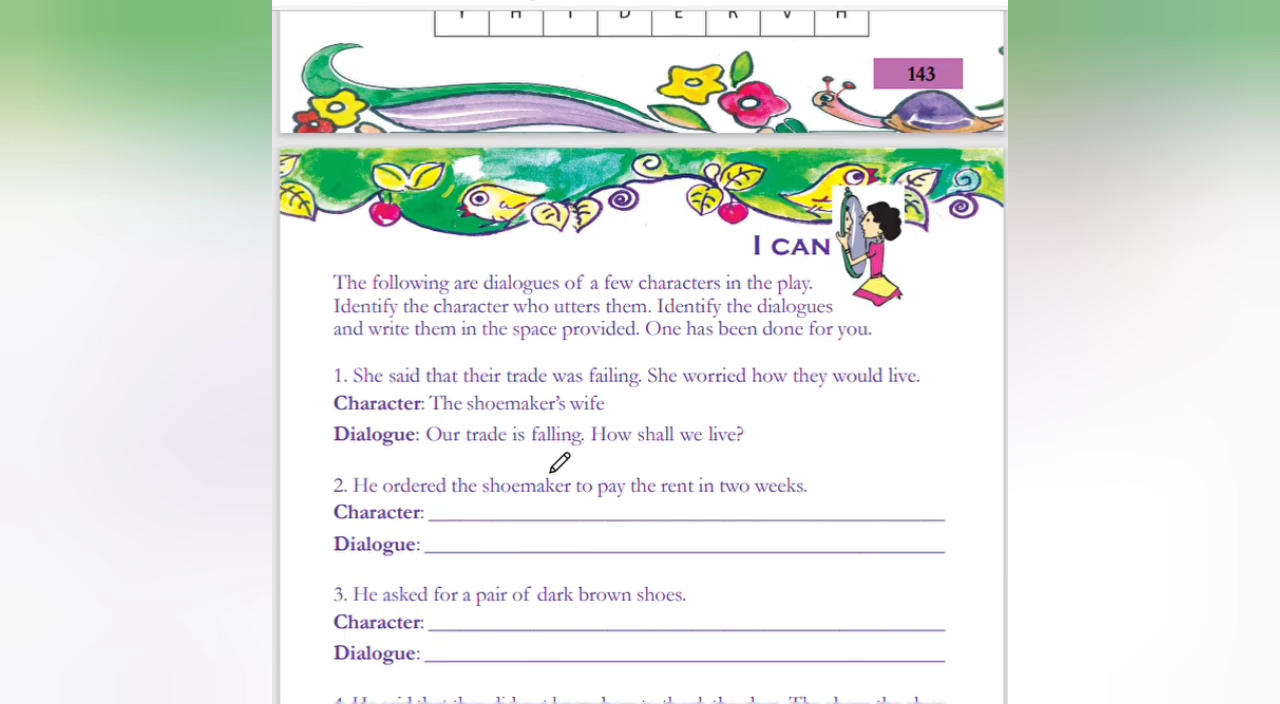 143
I CAN
The following are dialogues of a few characters in the play.
Identify the character who utters them. Identify the dialogues
and write them in the space provided. One has been done for you.
1. She said that their trade was failing. She worried how they would live.
Character: The shoemaker's wife
Dialogue: Our trade is falling. How shall we live?
2. He ordered the shoemaker to pay the rent in two weeks.
Character:
Dialogue:
3. He asked for a pair of dark brown shoes.
Character:
Dialogue: